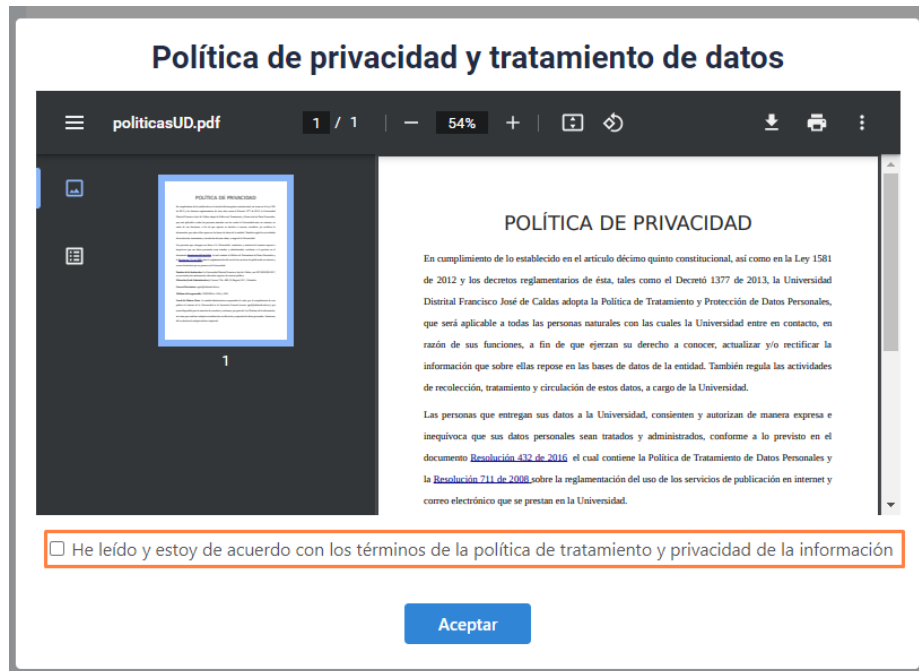 Política de privacidad y tratamiento de datos
politicasUD.pdf 1 / 1 54%
POLÍTICA DE PRIVACIDAD
1
POLÍTICA DE PRIVACIDAD
En cumplimiento de lo establecido en el artículo décimo quinto constitucional, así como en la Ley 1581
de 2012 y los decretos reglamentarios de ésta, tales como el Decretó 1377 de 2013, la Universidad
Distrital Francisco José de Caldas adopta la Política de Tratamiento y Protección de Datos Personales,
que será aplicable a todas las personas naturales con las cuales la Universidad entre en contacto, en
razón de sus funciones, a fin de que ejerzan su derecho a conocer, actualizar y/o rectificar la
información que sobre ellas repose en las bases de datos de la entidad. También regula las actividades
de recolección, tratamiento y circulación de estos datos, a cargo de la Universidad.
Las personas que entregan sus datos a la Universidad, consienten y autorizan de manera expresa e
inequívoca que sus datos personales sean tratados y administrados, conforme a lo previsto en el
documento Resolución 432 de 2016 el cual contiene la Política de Tratamiento de Datos Personales y
la Resolución 711 de 2008 sobre la reglamentación del uso de los servicios de publicación en internet y
correo electrónico que se prestan en la Universidad.
He leído y estoy de acuerdo con los términos de la política de tratamiento y privacidad de la información
Aceptar